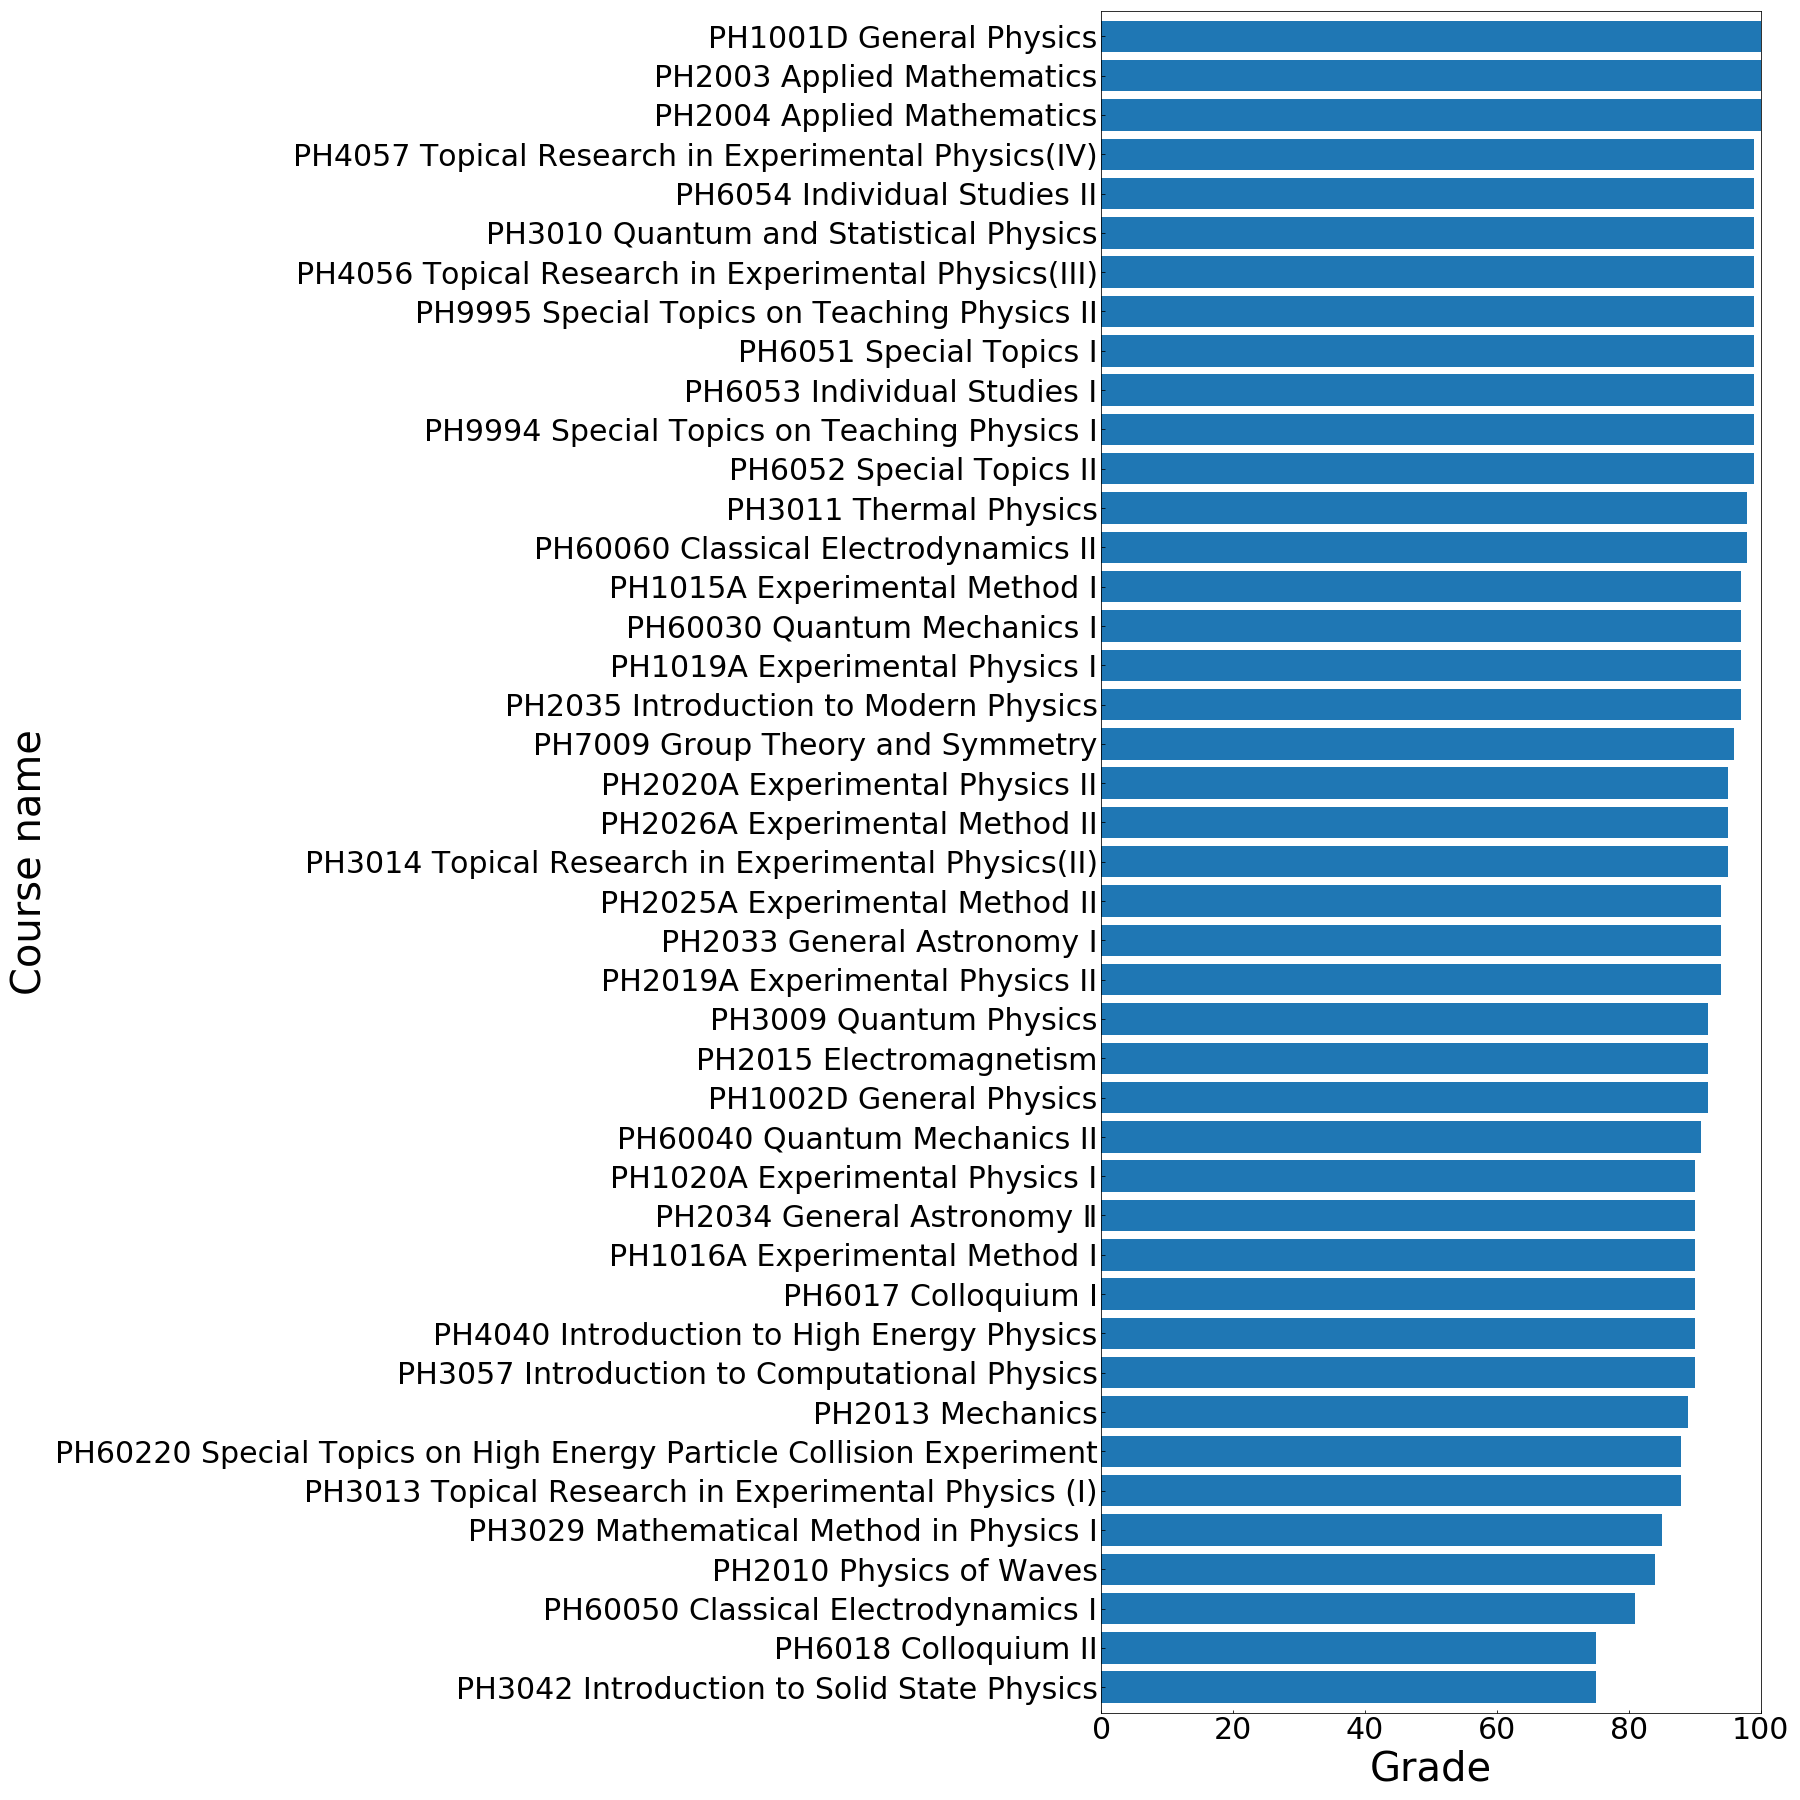 PH1001D General Physics
PH2003 Applied Mathematics
PH2004 Applied Mathematics
PH4057 Topical Research in Experimental Physics(IV)
PH6054 Individual Studies II
PH3010 Quantum and Statistical Physics
PH4056 Topical Research in Experimental Physics(III)
PH9995 Special Topics on Teaching Physics II
PH6051 Special Topics I
PH6053 Individual Studies I
PH9994 Special Topics on Teaching Physics I
PH6052 Special Topics II
PH3011 Thermal Physics
PH60060 Classical Electrodynamics II
PH1015A Experimental Method I
PH60030 Quantum Mechanics I
PH1019A Experimental Physics I
PH2035 Introduction to Modern Physics
PH7009 Group Theory and Symmetry
PH2020A Experimental Physics II
PH2026A Experimental Method II
PH3014 Topical Research in Experimental Physics(II)
PH2025A Experimental Method II
PH2033 General Astronomy I
PH2019A Experimental Physics II
PH3009 Quantum Physics
PH2015 Electromagnetism
PH1002D General Physics
PH60040 Quantum Mechanics II
PH1020A Experimental Physics I
PH2034 General Astronomy Ⅱ
PH1016A Experimental Method I
PH6017 Colloquium I
PH4040 Introduction to High Energy Physics
PH3057 Introduction to Computational Physics
PH2013 Mechanics
PH60220 Special Topics on High Energy Particle Collision Experiment
PH3013 Topical Research in Experimental Physics (I)
PH3029 Mathematical Method in Physics I
PH2010 Physics of Waves
PH60050 Classical Electrodynamics I
PH6018 Colloquium II
PH3042 Introduction to Solid State Physics
Course name
0 20 40 60 80 100
Grade